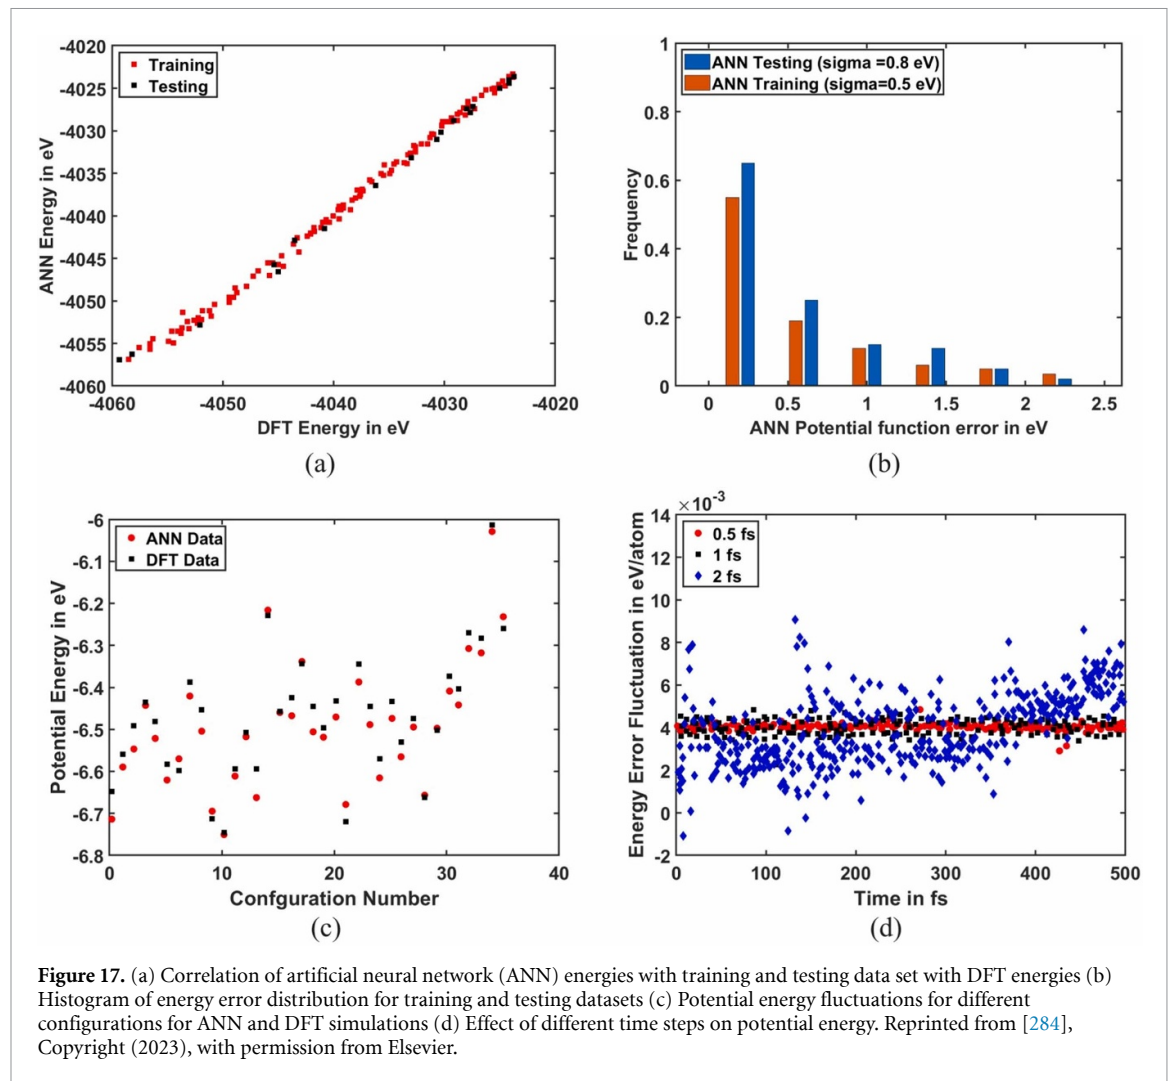 -4020
-4025
-4030
-4035
-4040
-4045
-4050
-4055
-4060
ANN Energy in eV
Training
Testing
-4060 -4050 -4040 -4030 -4020
DFT Energy in eV
(a)
1
0.8
0.6
0.4
0.2
0
Frequency
ANN Testing (sigma =0.8 eV)
ANN Training (sigma=0.5 eV)
0 0.5 1 1.5 2 2.5
ANN Potential function error in eV
(b)
-6
-6.1
-6.2
-6.3
-6.4
-6.5
-6.6
-6.7
-6.8
Potential Energy in eV
ANN Data
DFT Data
0 10 20 30 40
Confguration Number
(c)
×10-3
14
12
10
8
6
4
2
0
-2
Energy Error Fluctuation in eV/atom
0.5 fs
1 fs
2 fs
0 100 200 300 400 500
Time in fs
(d)
Figure 17. (a) Correlation of artificial neural network (ANN) energies with training and testing data set with DFT energies (b)
Histogram of energy error distribution for training and testing datasets (c) Potential energy fluctuations for different
configurations for ANN and DFT simulations (d) Effect of different time steps on potential energy. Reprinted from [284],
Copyright (2023), with permission from Elsevier.